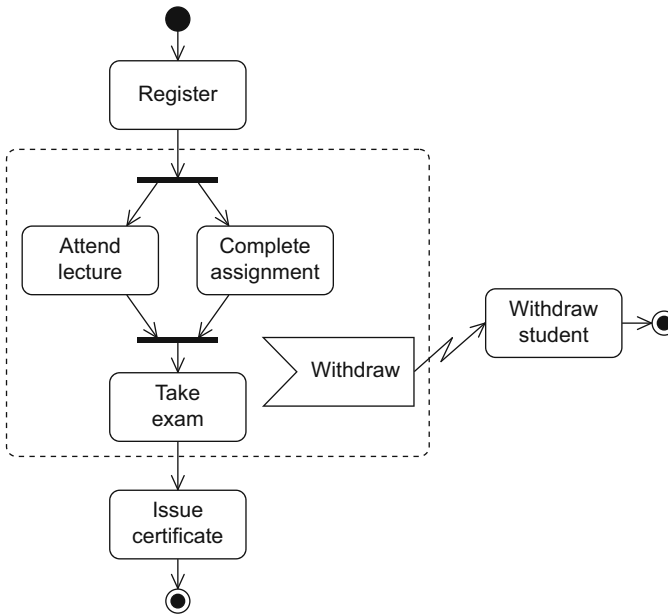 Register
Attend
lecture
Complete
assignment
Withdraw
student
Withdraw
Take
exam
Issue
certificate